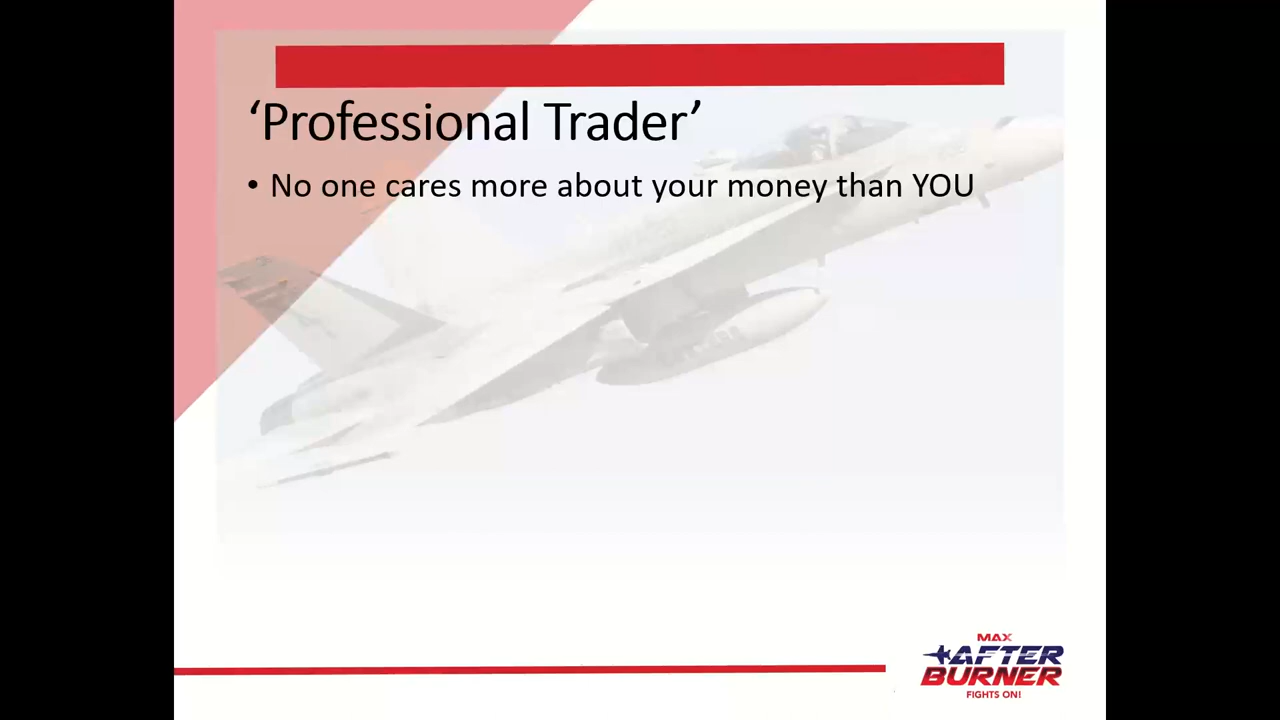 ‘Professional Trader’
• No one cares more about your money than YOU
MAX
AFTER
BURNER
FIGHTS ON!